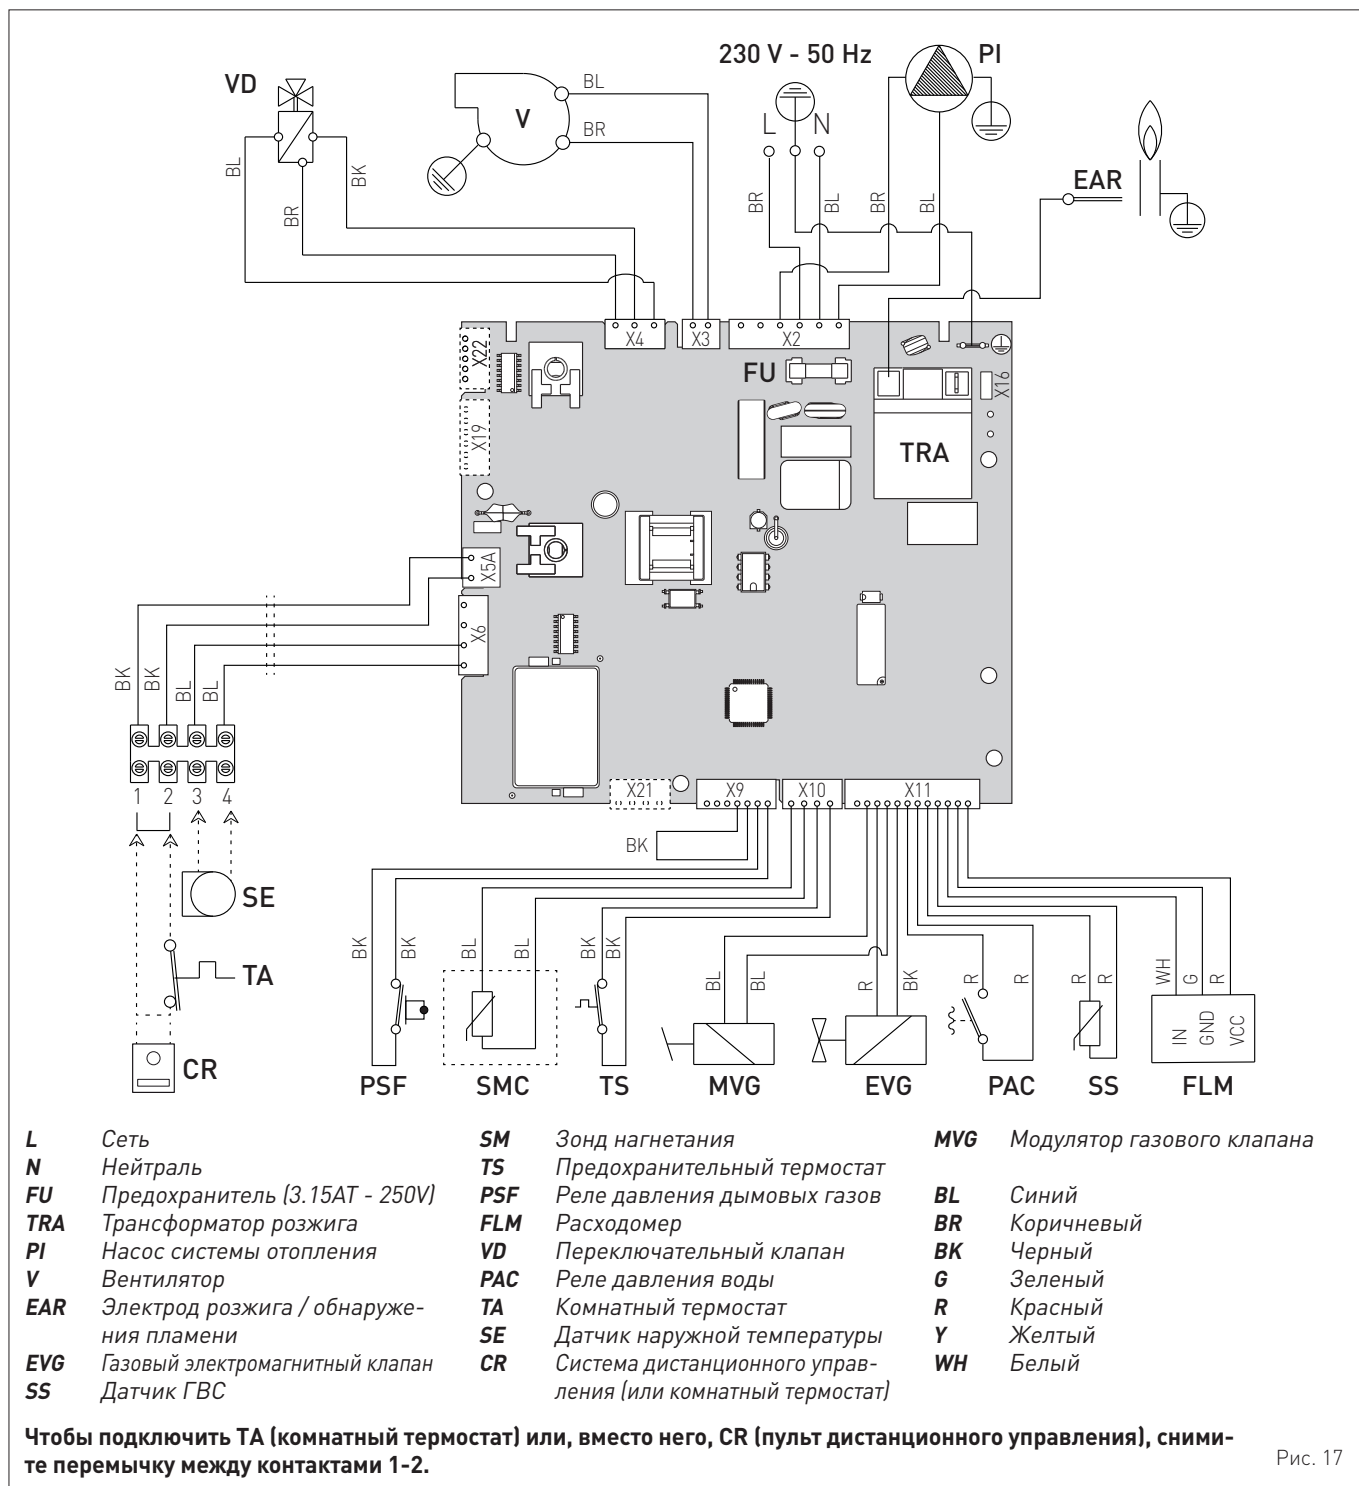 230 V - 50 Hz
PI
VD
V
BL
BR
L
N
EAR
BL
BR
BK
BR
BL
BR
BL
X4
X3
X2
X22
FU
X16
X19
TRA
X5A
X6
BK
BK
BL
BL
1 2 3 4
X21
X9
X10
X11
BK
SE
TA
CR
BK
BK
BL
BL
BK
BK
BL
BL
R
BK
R
R
R
R
WH
G
R
IN
GND
VCC
PSF
SMC
TS
MVG
EVG
PAC
SS
FLM
L Сеть
N Нейтраль
FU Предохранитель (3.15AT - 250V)
TRA Трансформатор розжига
PI Насос системы отопления
V Вентилятор
EAR Электрод розжига / обнаруже-
ния пламени
EVG Газовый электромагнитный клапан
SS Датчик ГВС
SM Зонд нагнетания
TS Предохранительный термостат
PSF Реле давления дымовых газов
FLM Расходомер
VD Переключательный клапан
PAC Реле давления воды
TA Комнатный термостат
SE Датчик наружной температуры
CR Система дистанционного управ-
ления (или комнатный термостат)
MVG Модулятор газового клапана
BL Синий
BR Коричневый
BK Черный
G Зеленый
R Красный
Y Желтый
WH Белый
Чтобы подключить ТА (комнатный термостат) или, вместо него, CR (пульт дистанционного управления), сними-
те перемычку между контактами 1-2.
Рис. 17